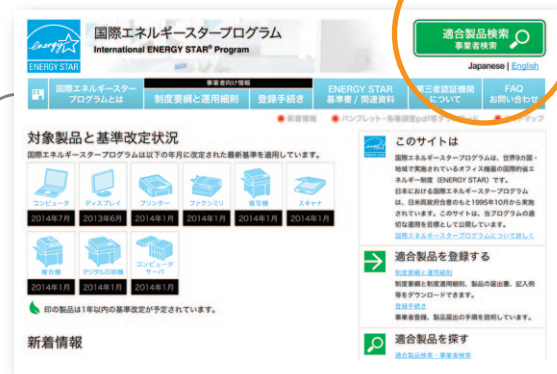 energy
ENERGY STAR
国際エネルギースタープログラム
International ENERGY STAR® Program
適合製品検索
事業者検索
Japanese | English
事業者向け情報
国際エネルギースター
プログラムとは
制度要綱と運用細則
登録手続き
ENERGY STAR
基準書 / 関連資料
第三者認証機関
について
FAQ
お問い合わせ
新着情報
パンフレット・各種調査pdf等ダウンロード
サイトマップ
対象製品と基準改定状況
国際エネルギースタープログラムは以下の年月に改定された最新基準を適用しています。
コンピュータ
ディスプレイ
プリンター
ファクシミリ
複写機
スキャナ
2014年7月
2013年6月
2014年1月
2014年1月
2014年1月
2014年1月
複合機
デジタル印刷機
コンピュータ
サーバ
2014年1月
2014年1月
2014年1月
印の製品は1年以内の基準改定が予定されています。
新着情報
このサイトは
国際エネルギースタープログラムは、世界9カ国・
地域で実施されているオフィス機器の国際的省エ
ネルギー制度（ENERGY STAR）です。
日本における国際エネルギースタープログラム
は、日米両政府合意のもと1995年10月から実施
されています。このサイトは、当プログラムの適
切な運用を目標として公開しています。
国際エネルギースタープログラムについて詳しく
適合製品を登録する
制度要綱と運用細則
制度要綱と制度運用細則、製品の届出書、記入例
等をダウンロードできます。
登録手続き
事業者登録、製品届出の手順を説明しています。
適合製品を探す
適合製品検索・事業者検索